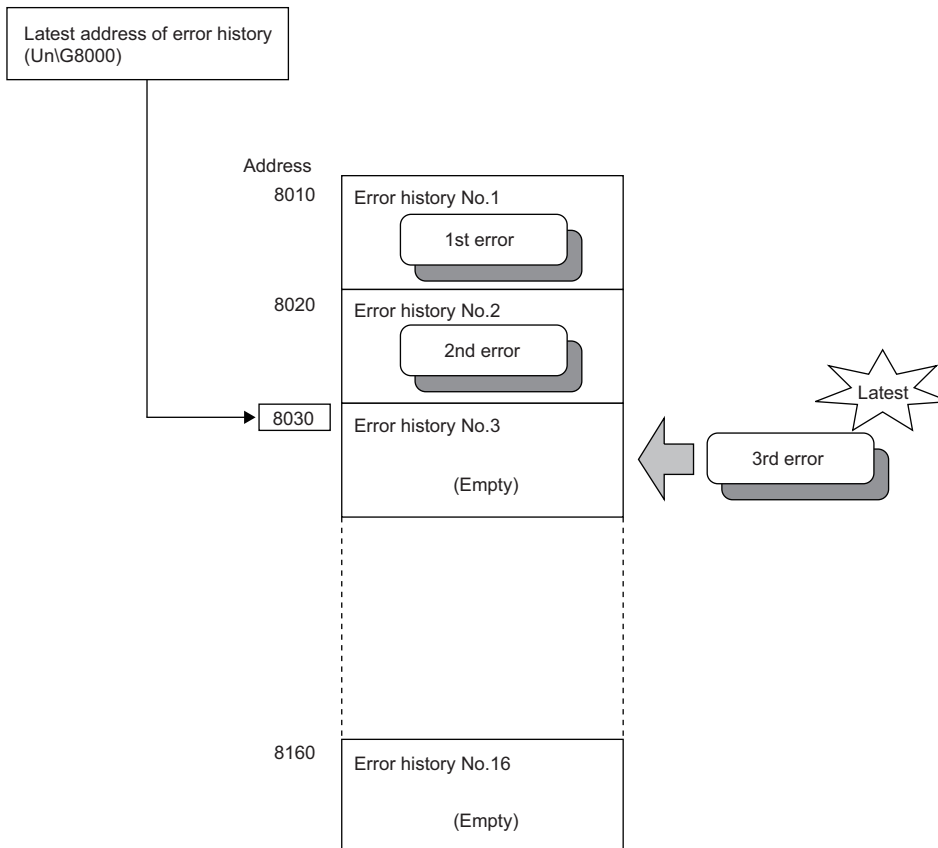 Latest address of error history
(Un\G8000)
Address
8010
Error history No.1
1st error
8020
Error history No.2
2nd error
8030
Error history No.3
(Empty)
Latest
3rd error
8160
Error history No.16
(Empty)